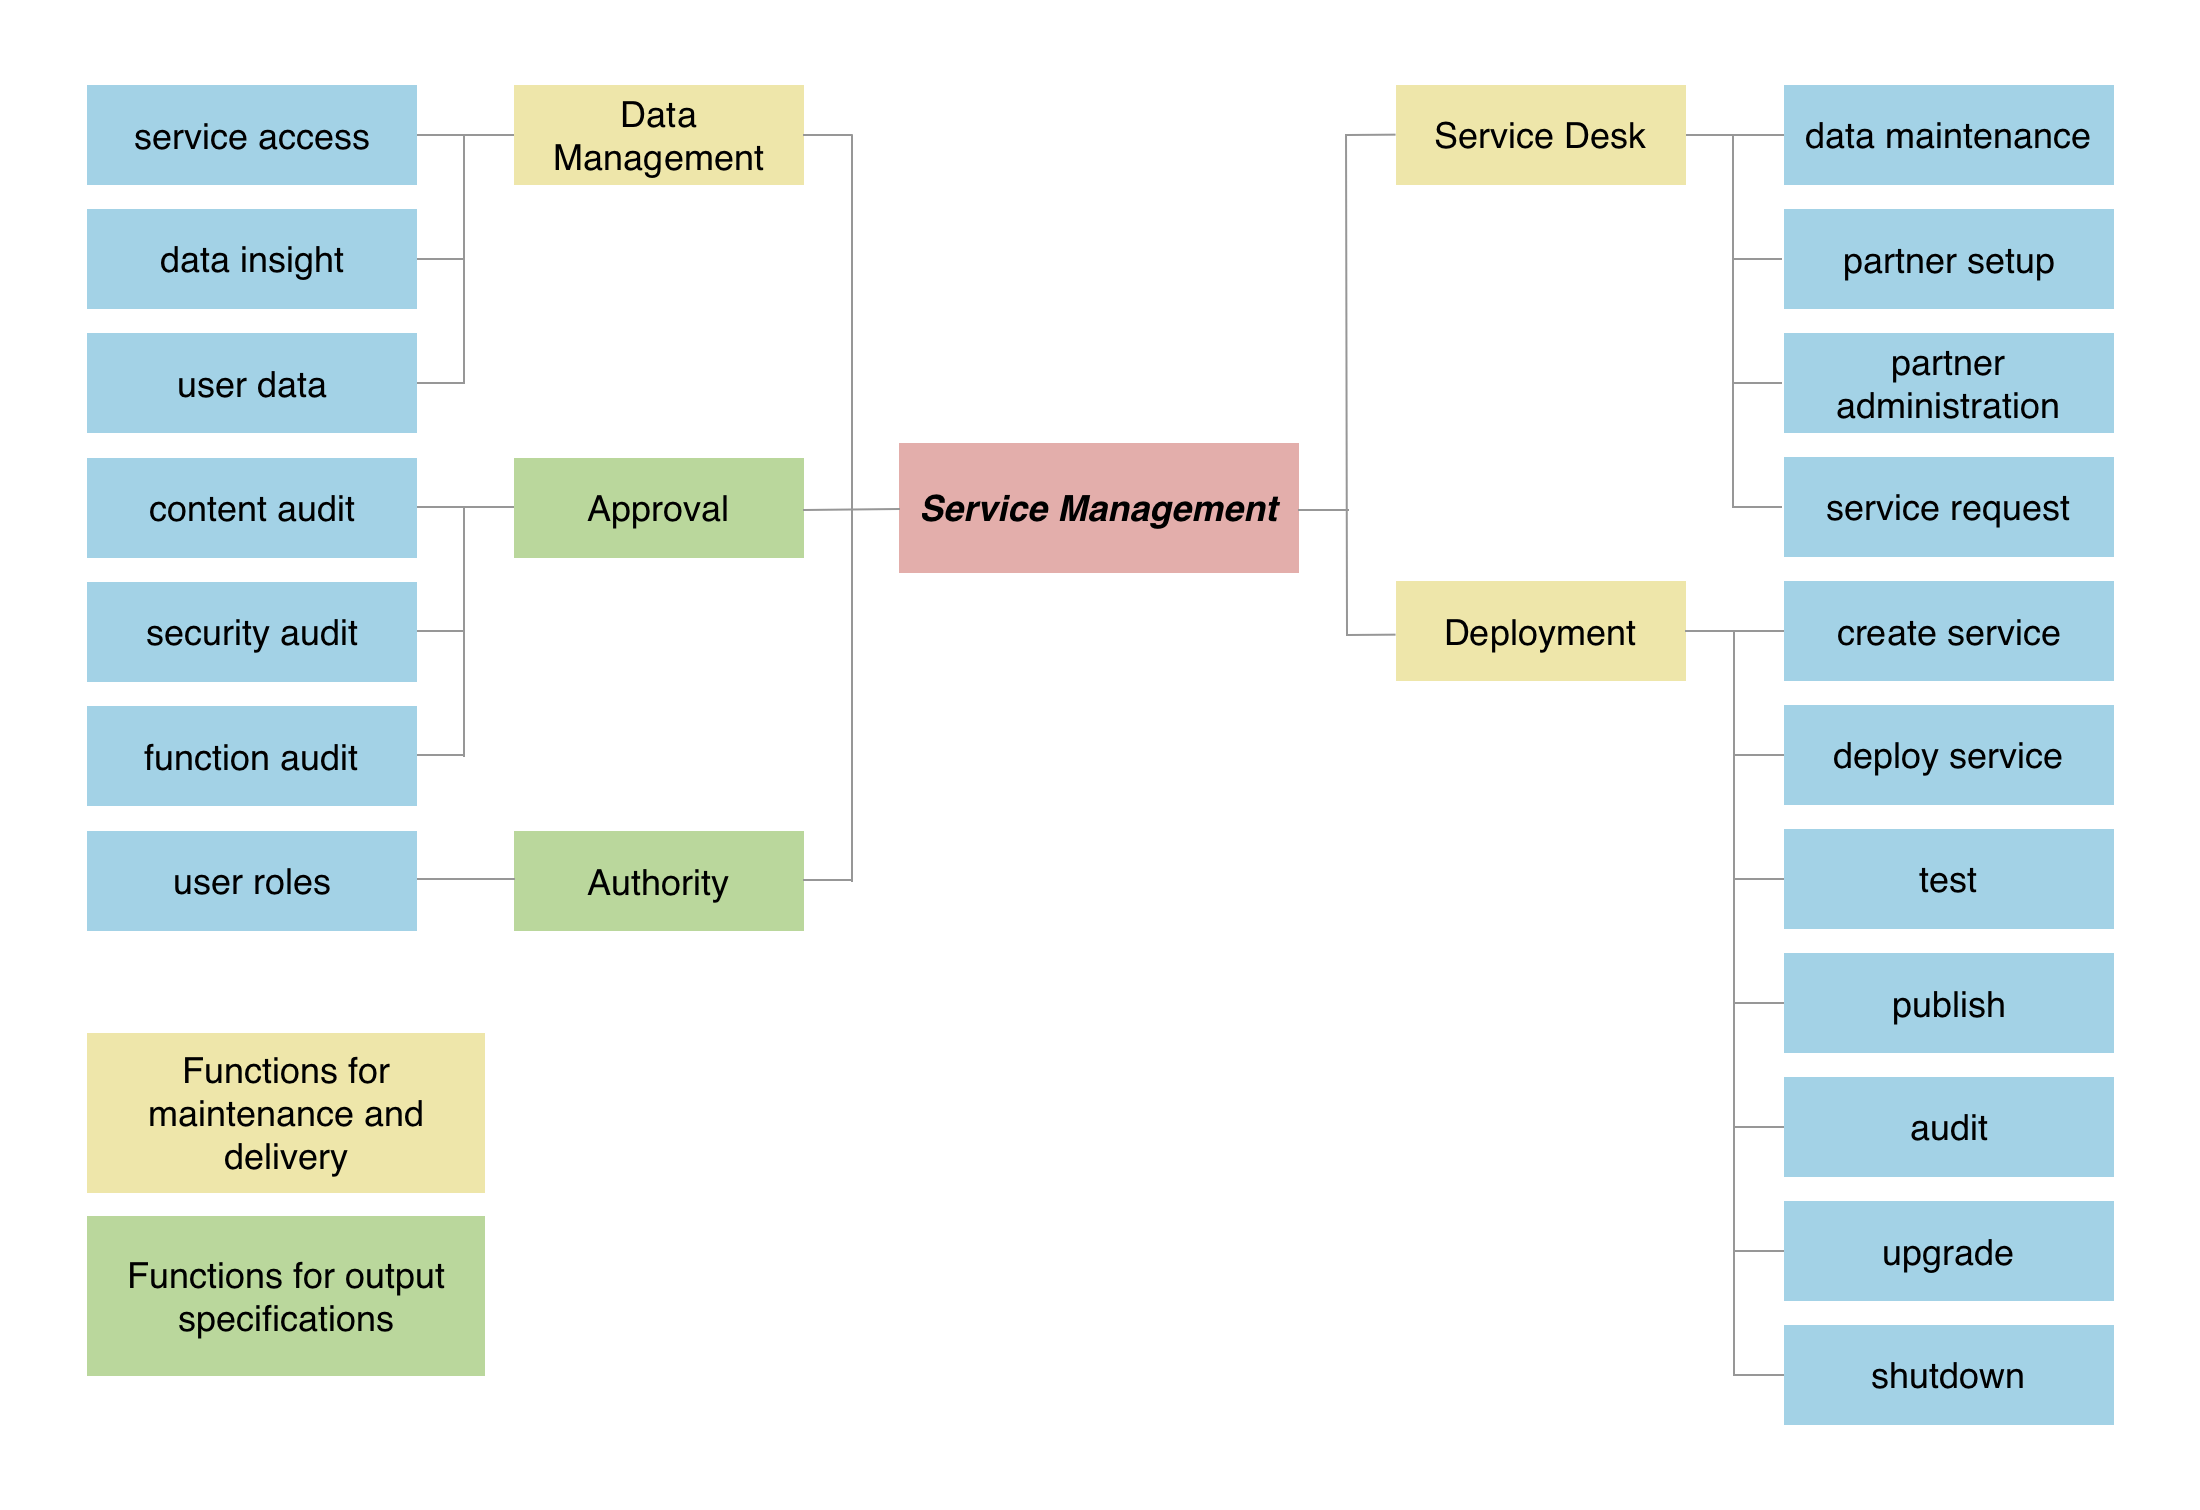 service access
data insight
user data
content audit
security audit
function audit
user roles
Data
Management
Approval
Authority
Service Management
Service Desk
Deployment
data maintenance
partner setup
partner
administration
service request
create service
deploy service
test
publish
audit
upgrade
shutdown
Functions for
maintenance and
delivery
Functions for output
specifications